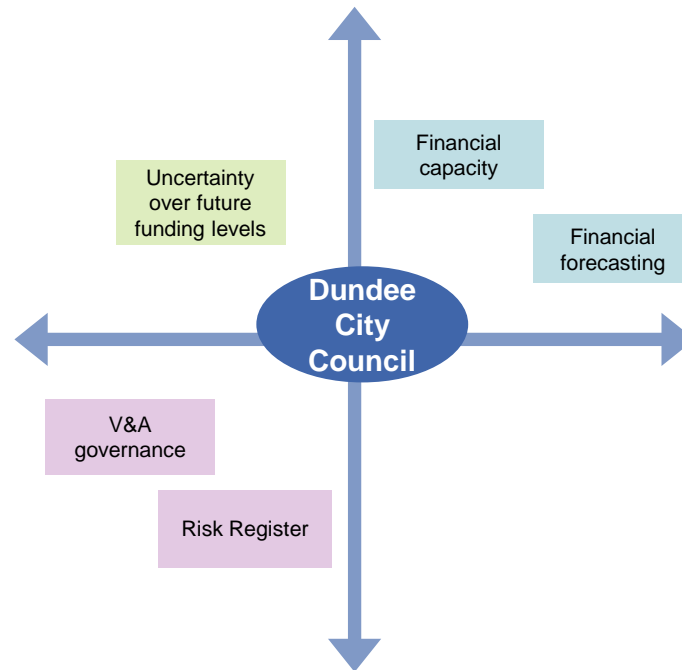 Financial
capacity
Uncertainty
over future
funding levels
Financial
forecasting
Dundee
City
Council
V&A
governance
Risk Register